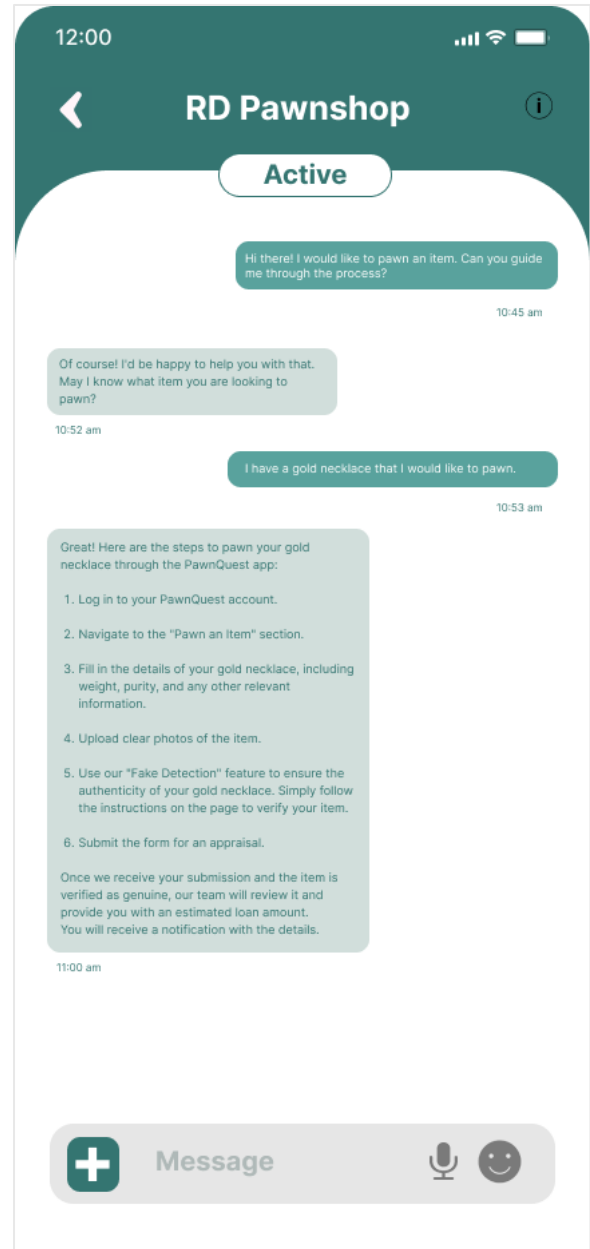 12:00
RD Pawnshop
i
Active
Hi there! I would like to pawn an item. Can you guide
me through the process?
10:45 am
Of course! I'd be happy to help you with that.
May I know what item you are looking to
pawn?
10:52 am
I have a gold necklace that I would like to pawn.
10:53 am
Great! Here are the steps to pawn your gold
necklace through the PawnQuest app:
1. Log in to your PawnQuest account.
2. Navigate to the "Pawn an Item" section.
3. Fill in the details of your gold necklace, including
weight, purity, and any other relevant
information.
4. Upload clear photos of the item.
5. Use our "Fake Detection" feature to ensure the
authenticity of your gold necklace. Simply follow
the instructions on the page to verify your item.
6. Submit the form for an appraisal.
Once we receive your submission and the item is
verified as genuine, our team will review it and
provide you with an estimated loan amount.
You will receive a notification with the details.
11:00 am
Message